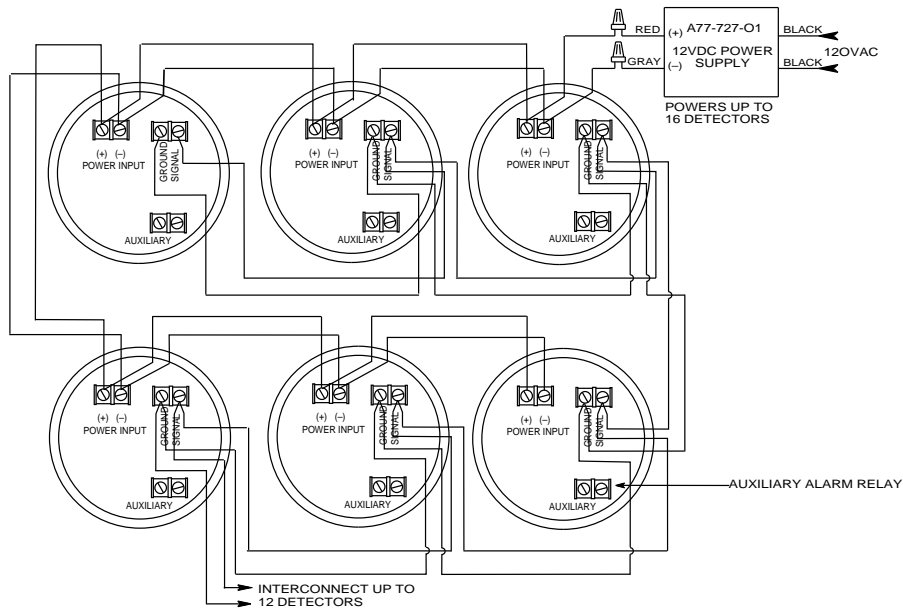 RED (+) A77-727-O1 BLACK
12VDC POWER 12OVAC
GRAY (–) SUPPLY BLACK
POWERS UP TO
16 DETECTORS
(+) (–)
POWER INPUT
GROUND
SIGNAL
AUXILIARY
(+) (–)
POWER INPUT
GROUND
SIGNAL
AUXILIARY
(+) (–)
POWER INPUT
GROUND
SIGNAL
AUXILIARY
(+) (–)
POWER INPUT
GROUND
SIGNAL
AUXILIARY
(+) (–)
POWER INPUT
GROUND
SIGNAL
AUXILIARY
(+) (–)
POWER INPUT
GROUND
SIGNAL
AUXILIARY
AUXILIARY ALARM RELAY
INTERCONNECT UP TO
12 DETECTORS